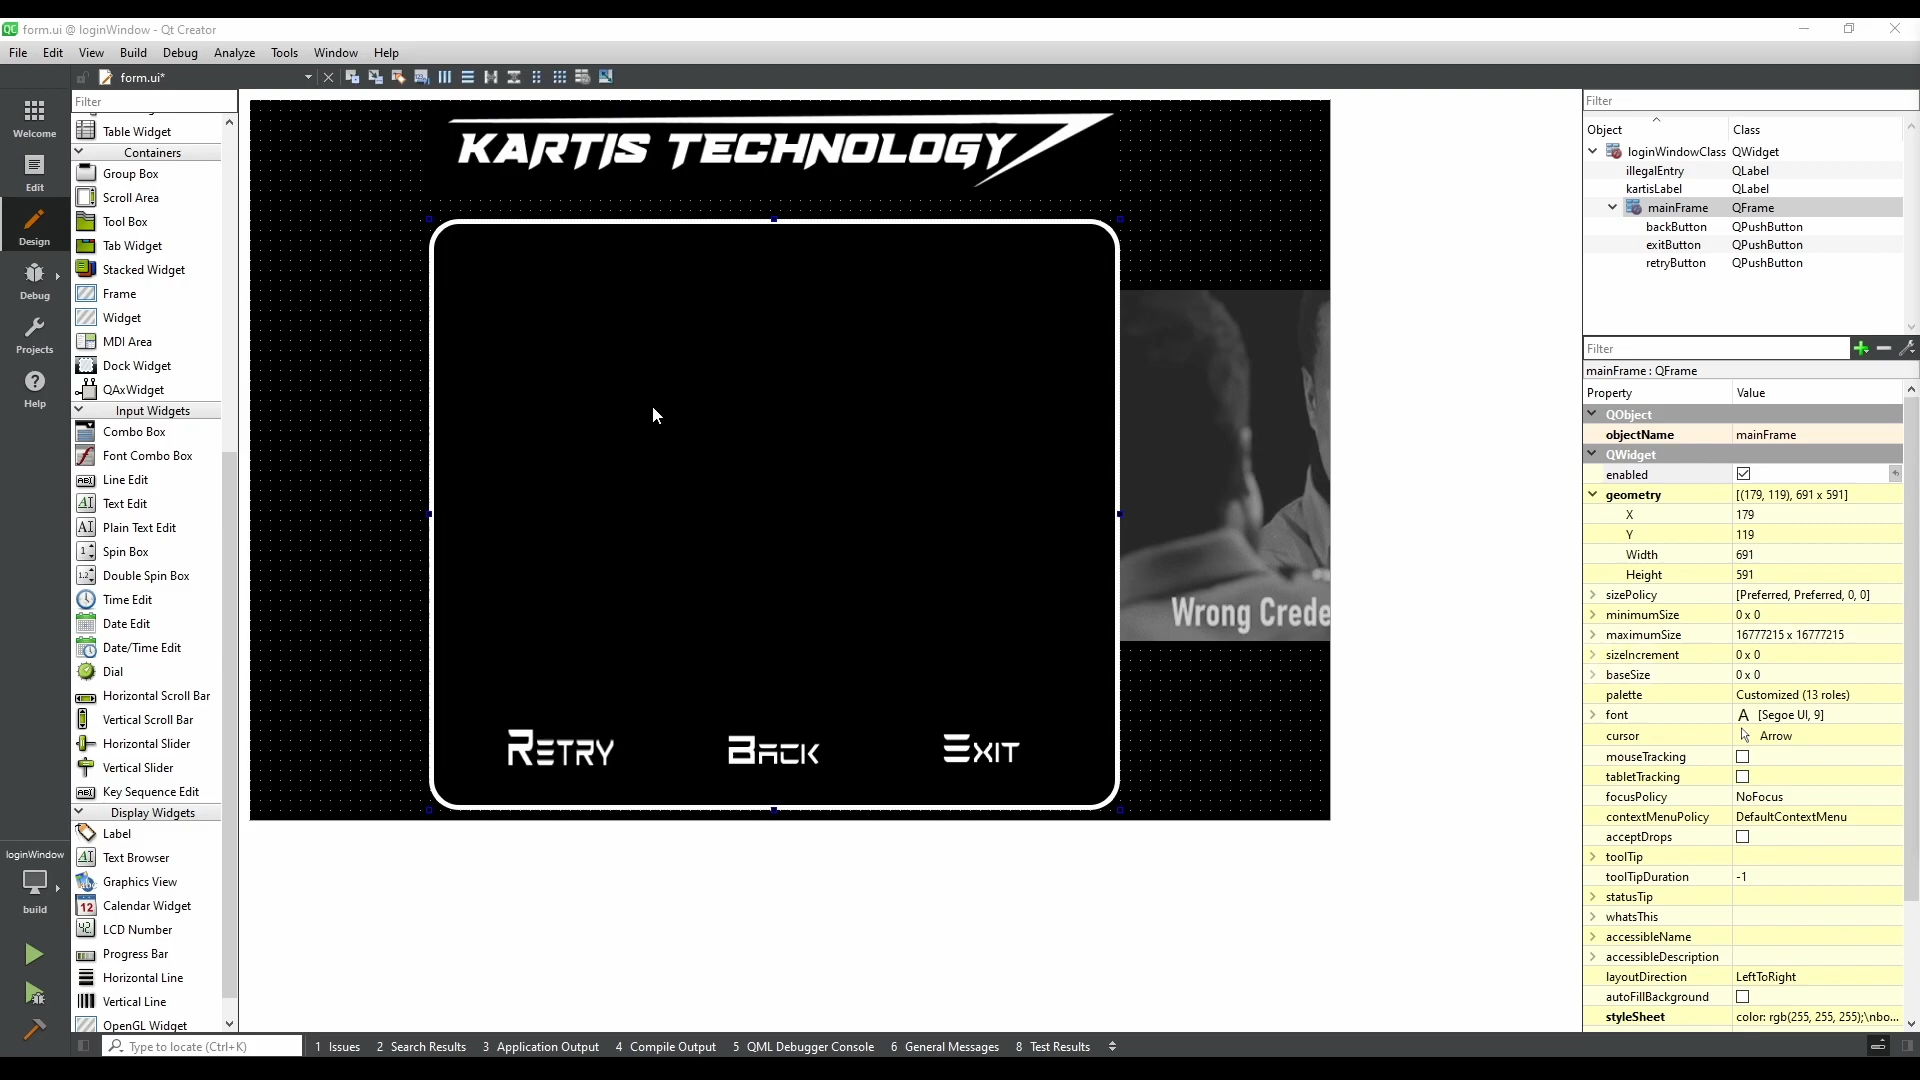 form.ui @ loginWindow - Qt Creator
File Edit View Build Debug Analyze Tools Window Help
form.ui*
Welcome
Edit
Design
Debug
Projects
Help
loginWindow
build
Filter
Table Widget
Containers
Group Box
Scroll Area
Tool Box
Tab Widget
Stacked Widget
Frame
Widget
MDI Area
Dock Widget
QAxWidget
Input Widgets
Combo Box
Font Combo Box
Line Edit
Text Edit
Plain Text Edit
Spin Box
Double Spin Box
Time Edit
Date Edit
Date/Time Edit
Dial
Horizontal Scroll Bar
Vertical Scroll Bar
Horizontal Slider
Vertical Slider
Key Sequence Edit
Display Widgets
Label
Text Browser
Graphics View
Calendar Widget
LCD Number
Progress Bar
Horizontal Line
Vertical Line
OpenGL Widget
KARTIS TECHNOLOGY
Wrong Crede
Retry Back Exit
Filter
Object Class
loginWindowClass QWidget
illegalEntry QLabel
kartisLabel QLabel
mainFrame QFrame
backButton QPushButton
exitButton QPushButton
retryButton QPushButton
Filter
mainFrame : QFrame
Property Value
QObject
objectName mainFrame
QWidget
enabled
geometry [(179, 119), 691 x 591]
X 179
Y 119
Width 691
Height 591
sizePolicy [Preferred, Preferred, 0, 0]
minimumSize 0 x 0
maximumSize 16777215 x 16777215
sizeIncrement 0 x 0
baseSize 0 x 0
palette Customized (13 roles)
font A [Segoe UI, 9]
cursor Arrow
mouseTracking
tabletTracking
focusPolicy NoFocus
contextMenuPolicy DefaultContextMenu
acceptDrops
toolTip
toolTipDuration -1
statusTip
whatsThis
accessibleName
accessibleDescription
layoutDirection LeftToRight
autoFillBackground
styleSheet color: rgb(255, 255, 255);\nbo...
Type to locate (Ctrl+K) 1 Issues 2 Search Results 3 Application Output 4 Compile Output 5 QML Debugger Console 6 General Messages 8 Test Results